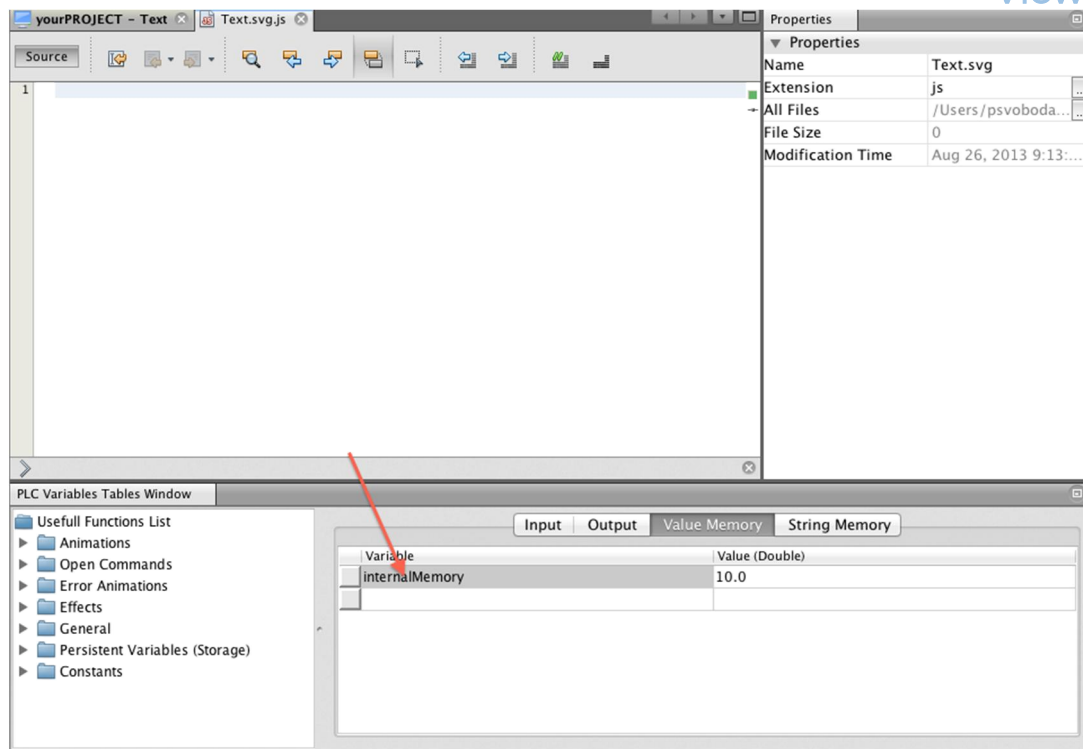 yourPROJECT - Text
Text.svg.js
Properties
Source
Properties
Name Text.svg
Extension js
All Files /Users/psvoboda...
File Size 0
Modification Time Aug 26, 2013 9:13:...
1
PLC Variables Tables Window
Usefull Functions List
Animations
Open Commands
Error Animations
Effects
General
Persistent Variables (Storage)
Constants
Input Output Value Memory String Memory
Variable Value (Double)
internalMemory 10.0